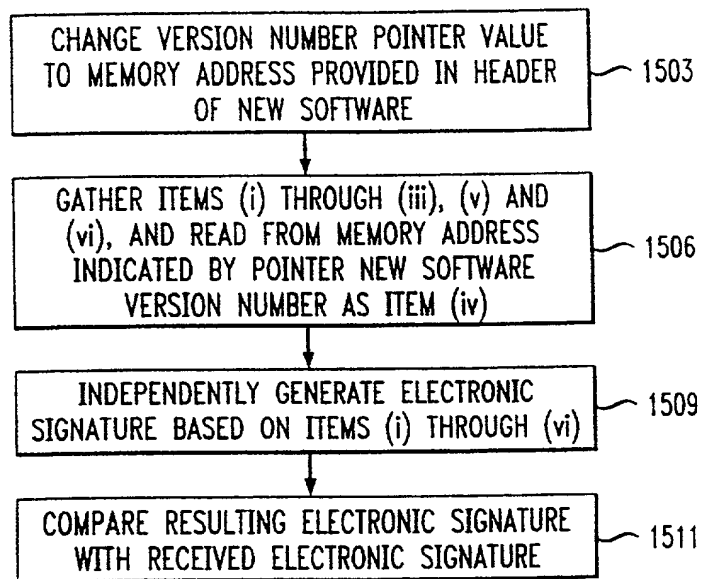 CHANGE VERSION NUMBER POINTER VALUE
TO MEMORY ADDRESS PROVIDED IN HEADER
OF NEW SOFTWARE
1503
GATHER ITEMS (i) THROUGH (iii), (v) AND
(vi), AND READ FROM MEMORY ADDRESS
INDICATED BY POINTER NEW SOFTWARE
VERSION NUMBER AS ITEM (iv)
1506
INDEPENDENTLY GENERATE ELECTRONIC
SIGNATURE BASED ON ITEMS (i) THROUGH (vi)
1509
COMPARE RESULTING ELECTRONIC SIGNATURE
WITH RECEIVED ELECTRONIC SIGNATURE
1511